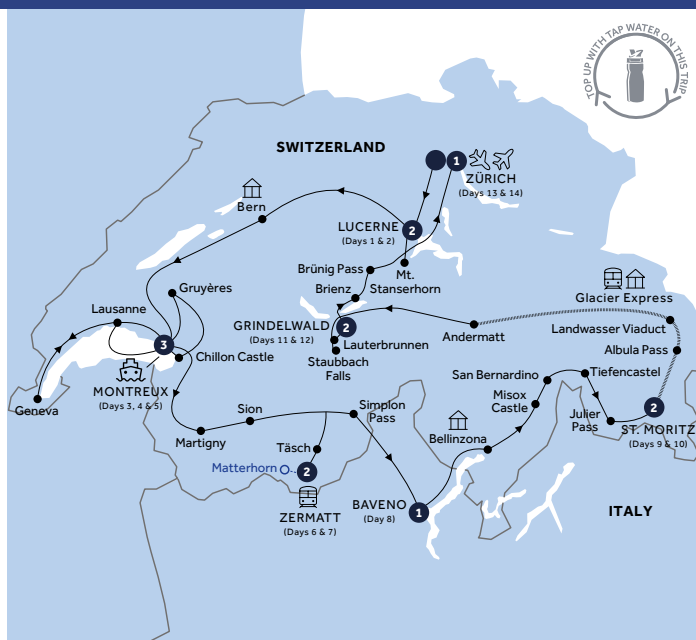 TOP UP WITH TAP WATER ON THIS TRIP
SWITZERLAND
1
ZÜRICH
(Days 13 & 14)
Bern
LUCERNE
2
(Days 1 & 2)
Brünig Pass
Mt.
Stanserhorn
Brienz
Gruyères
Glacier Express
Lausanne
GRINDELWALD
2
(Days 11 & 12)
Andermatt
Landwasser Viaduct
3
Lauterbrunnen
Albula Pass
Chillon Castle
Staubbach
Falls
MONTREUX
(Days 3, 4 & 5)
San Bernardino
Tiefencastel
Geneva
Sion
Simplon
Pass
Misox
Castle
2
Martigny
Bellinzona
Julier
Pass
ST. MORITZ
(Days 9 & 10)
Täsch
Matterhorn
2
BAVENO
1
(Day 8)
ZERMATT
(Days 6 & 7)
ITALY